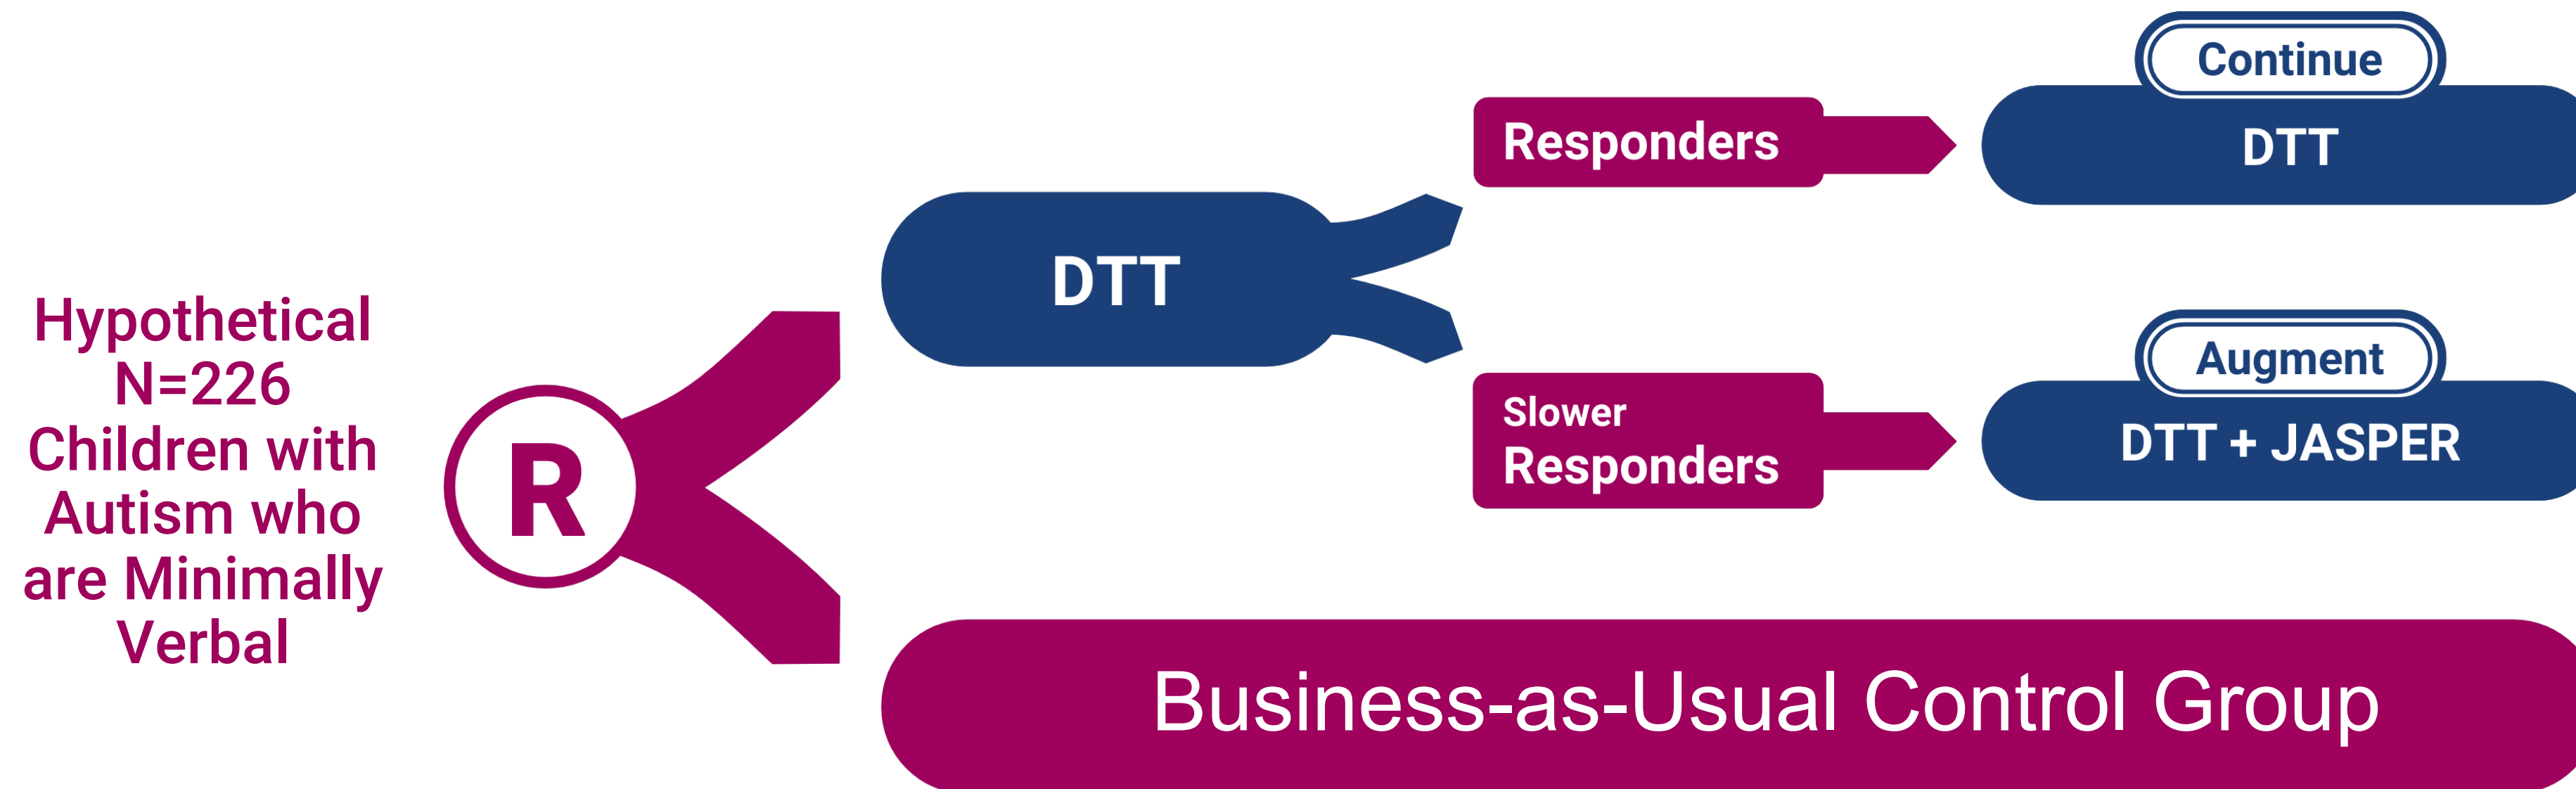 Hypothetical
N=226
Children with
Autism who
are Minimally
Verbal
R
DTT
Responders
Slower
Responders
Continue
DTT
Augment
DTT + JASPER
Business-as-Usual Control Group